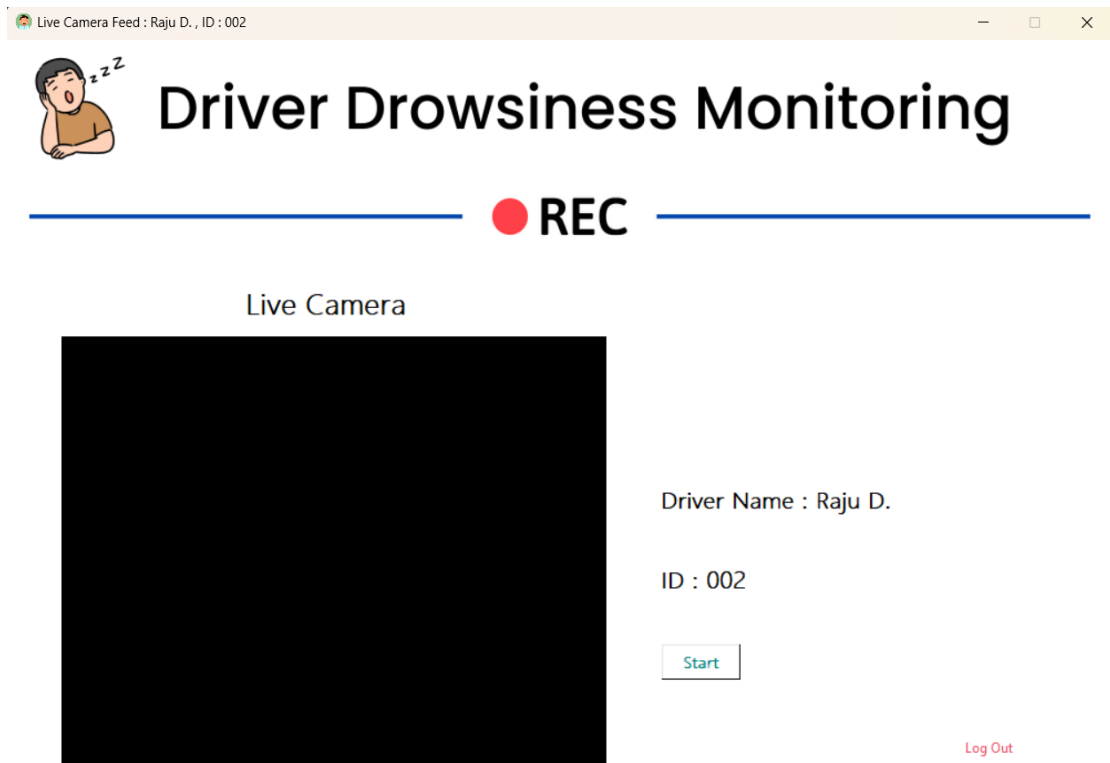 Live Camera Feed : Raju D. , ID : 002
z z Z
Driver Drowsiness Monitoring
REC
Live Camera
Driver Name : Raju D.
ID : 002
Start
Log Out